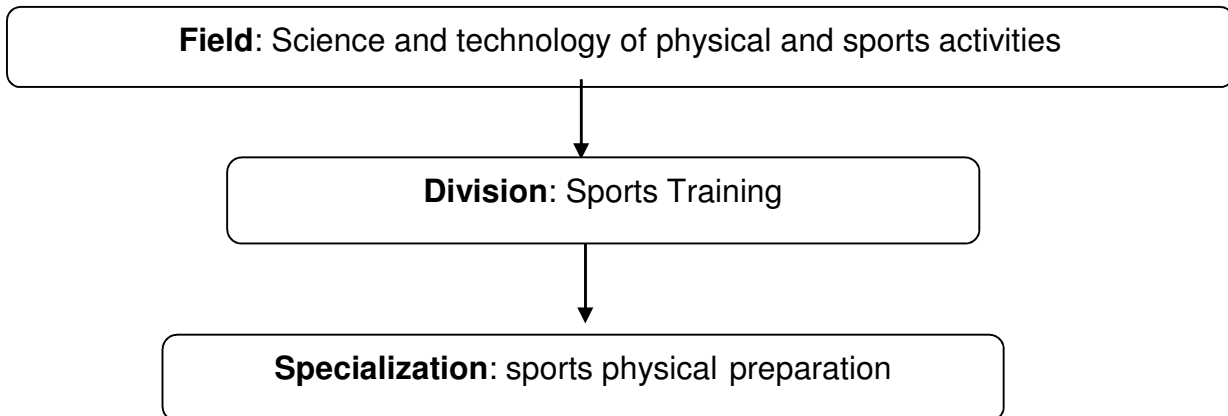 Field: Science and technology of physical and sports activities
Division: Sports Training
Specialization: sports physical preparation